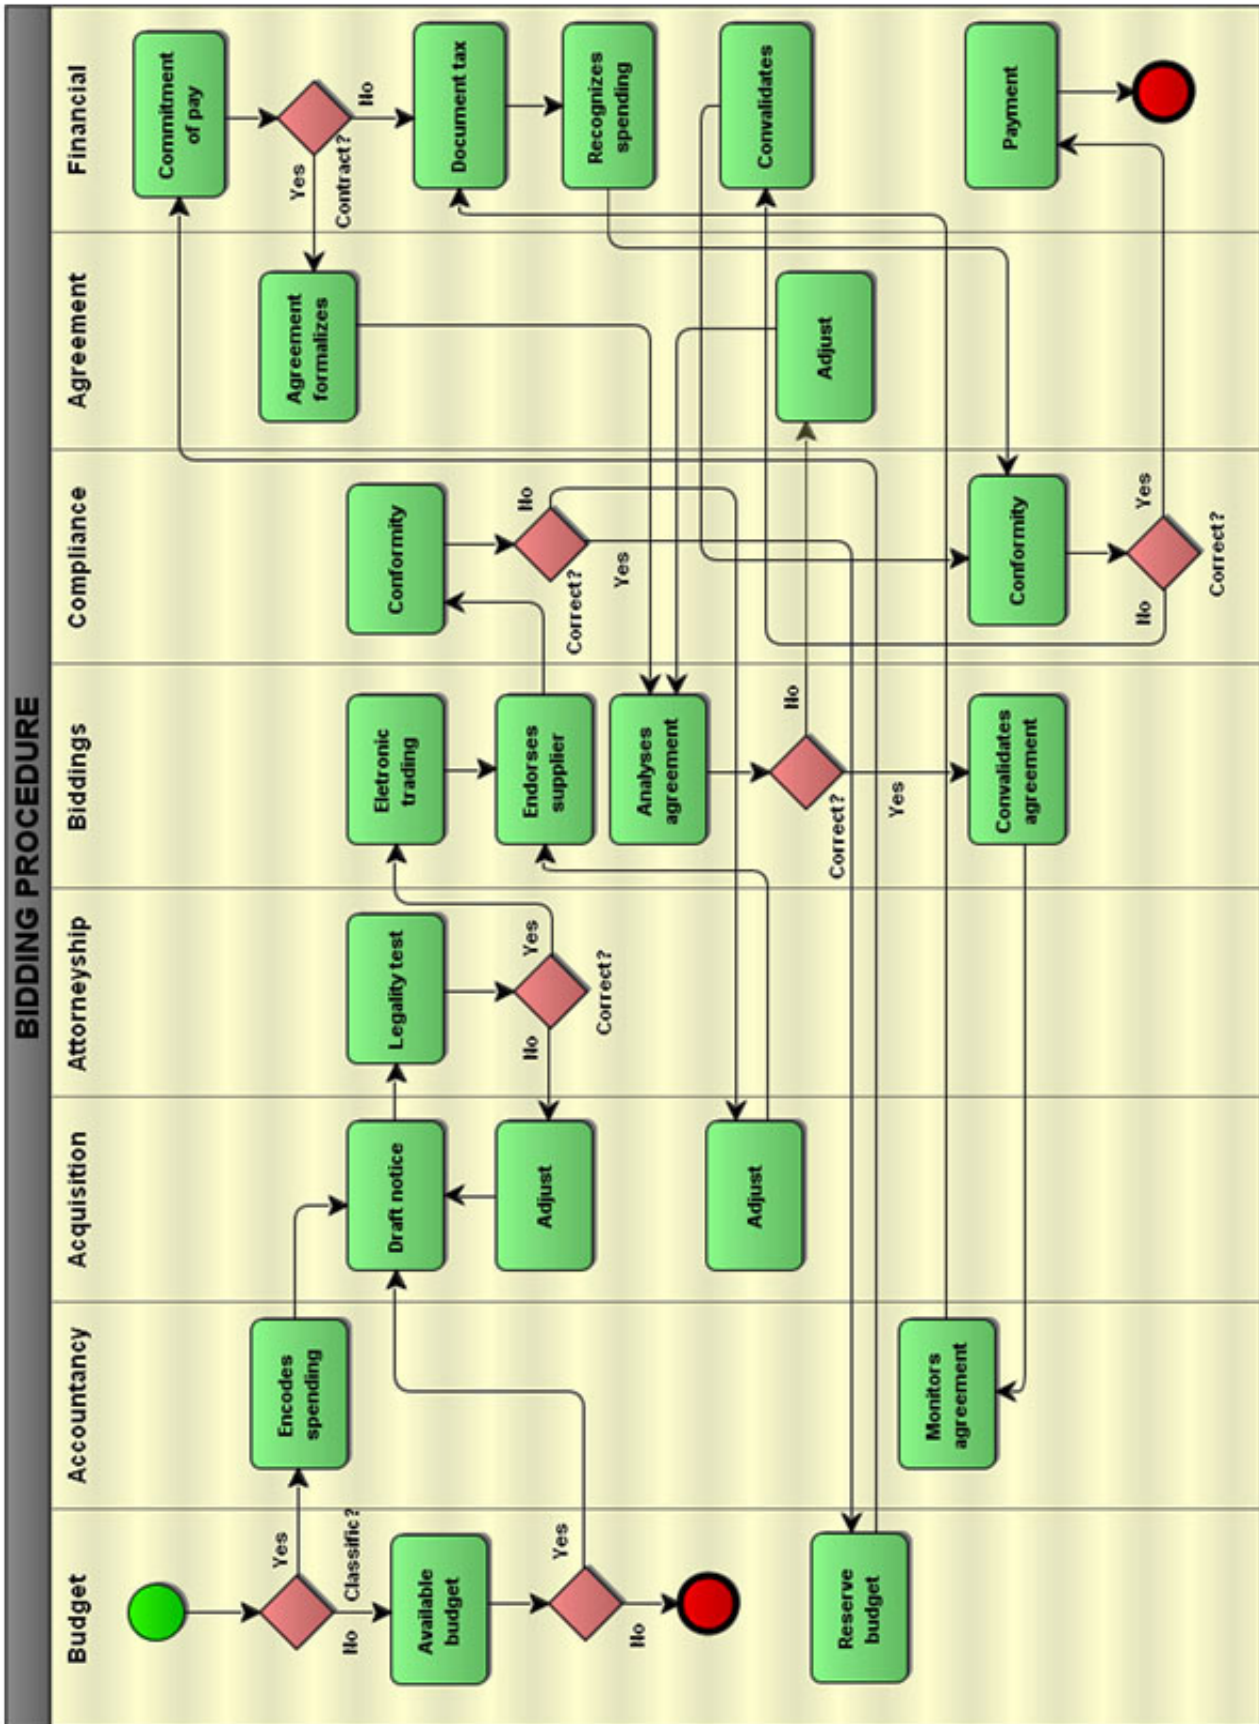 BIDDING PROCEDURE
Budget
Accountancy
Acquisition
Attorneyship
Biddings
Compliance
Agreement
Financial
Yes
Classific?
No
Available
budget
Yes
No
Reserve
budget
Encodes
spending
Monitors
agreement
Draft notice
Adjust
Adjust
Legality test
Yes
No
Correct?
Eletronic
trading
Endorses
supplier
Analyses
agreement
No
Correct?
Yes
Convalidates
agreement
Conformity
No
Correct?
Yes
Conformity
Yes
No
Correct?
Agreement
formalizes
Adjust
Commitment
of pay
No
Yes
Contract?
Document tax
Recognizes
spending
Convalidates
Payment